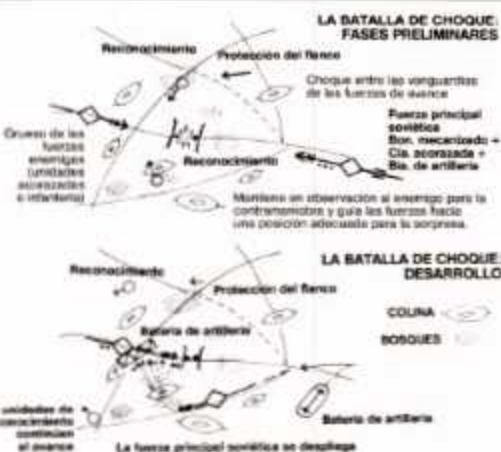 LA BATALLA DE CHOQUE:
FASES PRELIMINARES
Reconocimiento
Protección del flanco
Choque entre las vanguardias
de las fuerzas de avance
Fuerza principal
soviética
Bon. mecanizado +
Cía. acorazada +
Bia. de artillería
Grueso de las
fuerzas
enemigas
(unidades
acorazadas
e infantería)
Reconocimiento
Mantiene en observación al enemigo para la
contramaniobra y guía las fuerzas hacia
una posición adecuada para la sorpresa.
LA BATALLA DE CHOQUE:
DESARROLLO
Reconocimiento
Protección del flanco
COLINA
Batería de artillería
BOSQUES
unidades de
reconocimiento
continúan
el avance
Batería de artillería
La fuerza principal soviética se despliega